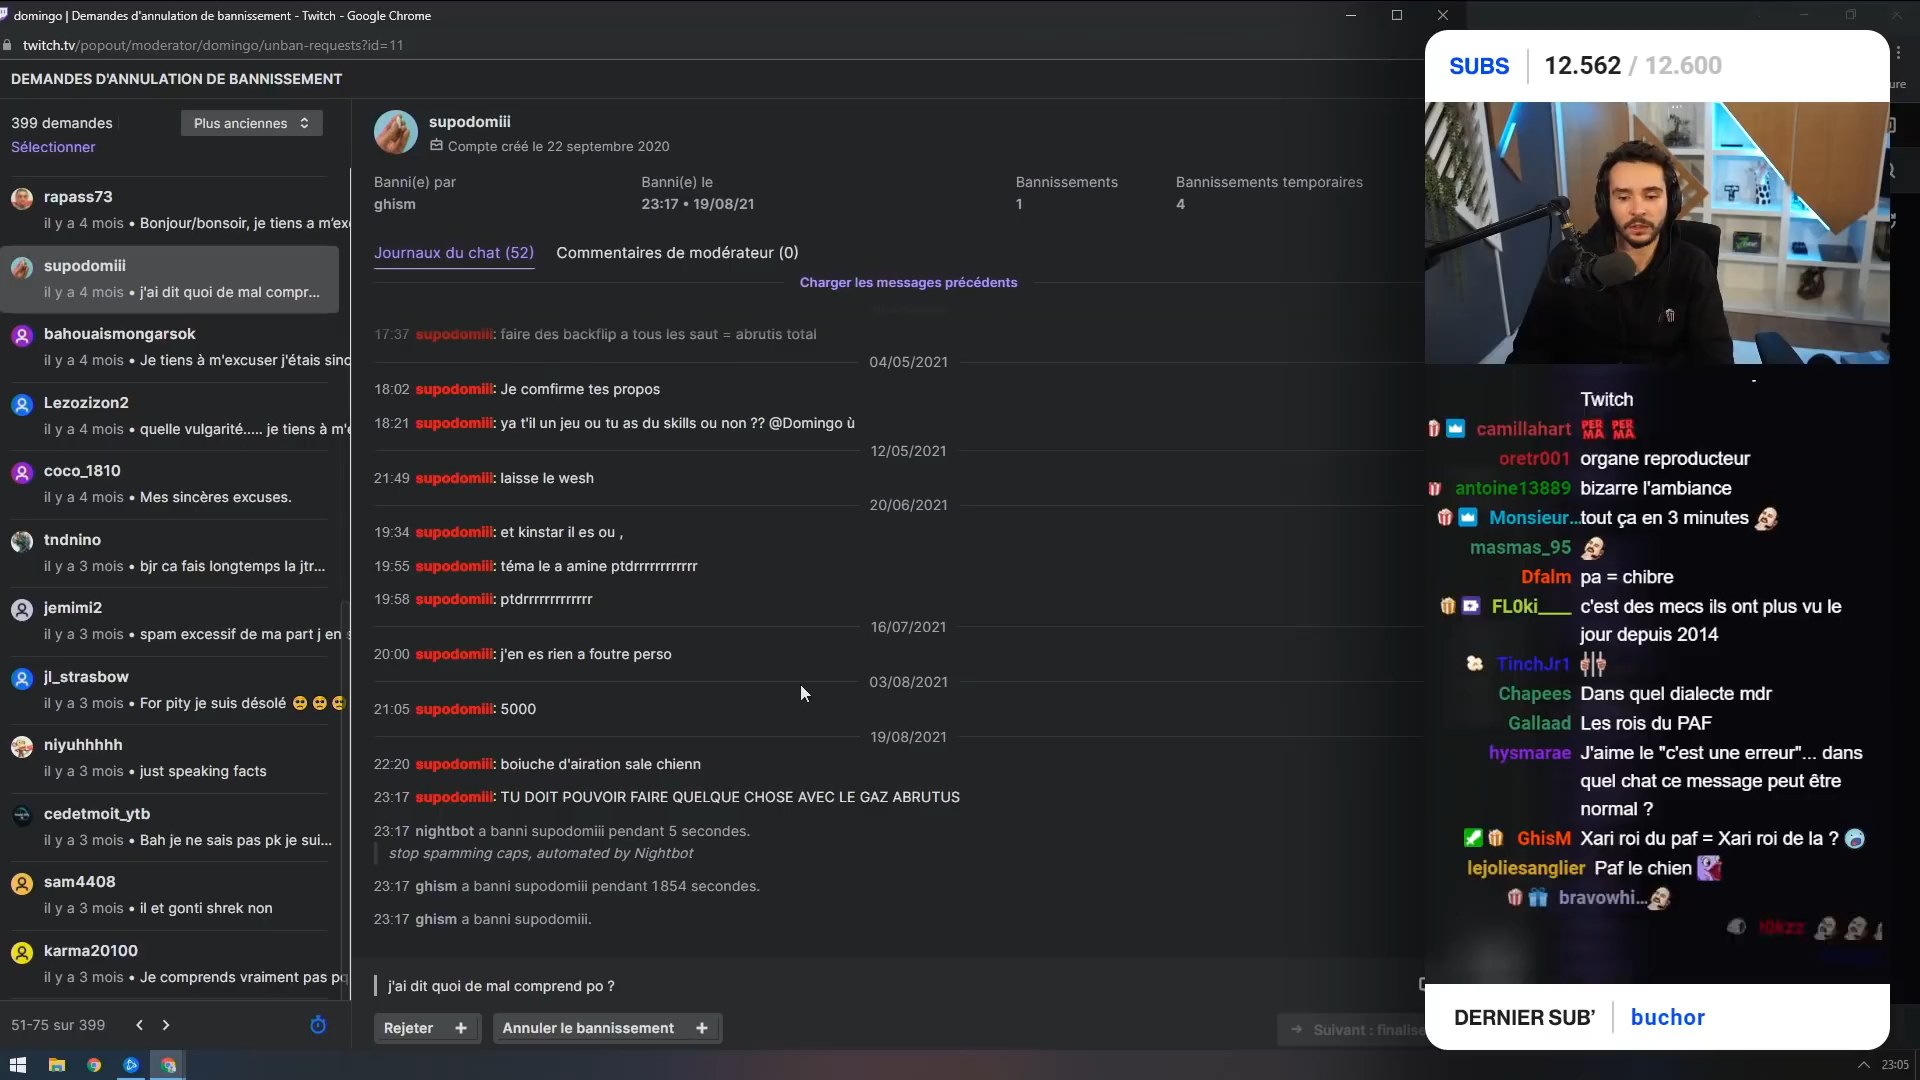 domingo | Demandes d'annulation de bannissement - Twitch - Google Chrome
twitch.tv/popout/moderator/domingo/unban-requests?id=11
DEMANDES D'ANNULATION DE BANNISSEMENT
399 demandes
Plus anciennes
Sélectionner
rapass73
il y a 4 mois • Bonjour/bonsoir, je tiens a m'ex
supodomiii
il y a 4 mois • j'ai dit quoi de mal compr...
bahouaismongarsok
il y a 4 mois • Je tiens à m'excuser j'étais sinc
Lezozizon2
il y a 4 mois • quelle vulgarité..... je tiens à m'e
coco_1810
il y a 4 mois • Mes sincères excuses.
tndnino
il y a 3 mois • bjr ca fais longtemps la jtr...
jemimi2
il y a 3 mois • spam excessif de ma part j en s
jl_strasbow
il y a 3 mois • For pity je suis désolé 🥺 🥺 🥺
niyuhhhhh
il y a 3 mois • just speaking facts
cedetmoit_ytb
il y a 3 mois • Bah je ne sais pas pk je sui...
sam4408
il y a 3 mois • il et gonti shrek non
karma20100
il y a 3 mois • Je comprends vraiment pas pq
51-75 sur 399
supodomiii
Compte créé le 22 septembre 2020
Banni(e) par
ghism
Banni(e) le
23:17 • 19/08/21
Bannissements
1
Bannissements temporaires
4
Journaux du chat (52)
Commentaires de modérateur (0)
Charger les messages précédents
17:37 supodomiii: faire des backflip a tous les saut = abrutis total
04/05/2021
18:02 supodomiii: Je comfirme tes propos
18:21 supodomiii: ya t'il un jeu ou tu as du skills ou non ?? @Domingo ù
12/05/2021
21:49 supodomiii: laisse le wesh
20/06/2021
19:34 supodomiii: et kinstar il es ou ,
19:55 supodomiii: téma le a amine ptdrrrrrrrrrrrr
19:58 supodomiii: ptdrrrrrrrrrrrrr
16/07/2021
20:00 supodomiii: j'en es rien a foutre perso
03/08/2021
21:05 supodomiii: 5000
19/08/2021
22:20 supodomiii: boiuche d'airation sale chienn
23:17 supodomiii: TU DOIT POUVOIR FAIRE QUELQUE CHOSE AVEC LE GAZ ABRUTUS
23:17 nightbot a banni supodomiii pendant 5 secondes.
stop spamming caps, automated by Nightbot
23:17 ghism a banni supodomiii pendant 1 854 secondes.
23:17 ghism a banni supodomiii.
j'ai dit quoi de mal comprend po ?
Rejeter +
Annuler le bannissement +
Suivant : finalise
SUBS 12.562 / 12.600
Twitch
camillahart PERMA PERMA
oretr001 organe reproducteur
antoine13889 bizarre l'ambiance
Monsieur... tout ça en 3 minutes
masmas_95
Dfalm pa = chibre
FL0ki____ c'est des mecs ils ont plus vu le
jour depuis 2014
TinchJr1
Chapees Dans quel dialecte mdr
Gallaad Les rois du PAF
hysmarae J'aime le "c'est une erreur"... dans
quel chat ce message peut être
normal ?
GhisM Xari roi du paf = Xari roi de la ?
lejoliesanglier Paf le chien
bravowhi...
DERNIER SUB' buchor
ure
23:05